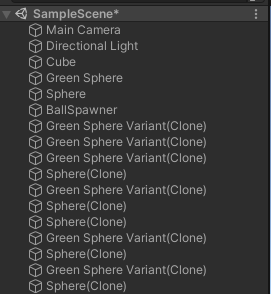 SampleScene*
Main Camera
Directional Light
Cube
Green Sphere
Sphere
BallSpawner
Green Sphere Variant(Clone)
Green Sphere Variant(Clone)
Green Sphere Variant(Clone)
Sphere(Clone)
Green Sphere Variant(Clone)
Sphere(Clone)
Sphere(Clone)
Green Sphere Variant(Clone)
Sphere(Clone)
Green Sphere Variant(Clone)
Sphere(Clone)